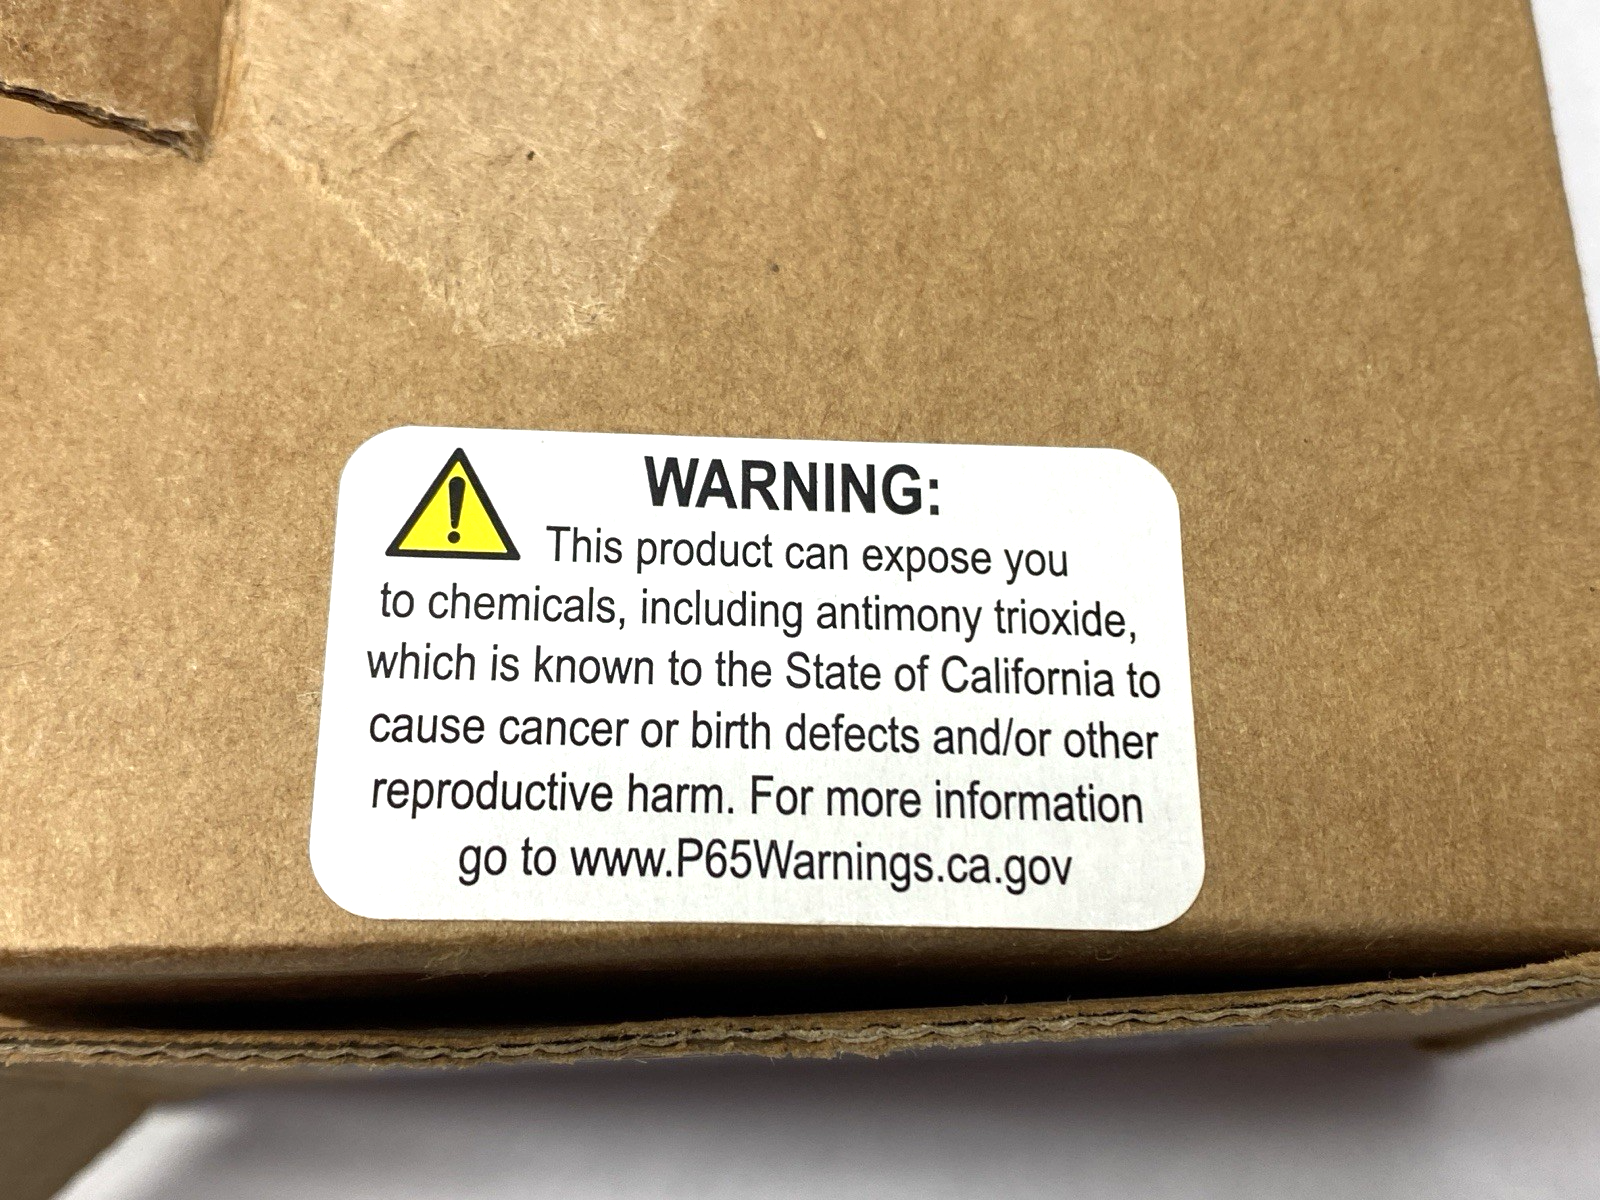 WARNING:
This product can expose you
to chemicals, including antimony trioxide,
which is known to the State of California to
cause cancer or birth defects and/or other
reproductive harm. For more information
go to www.P65Warnings.ca.gov